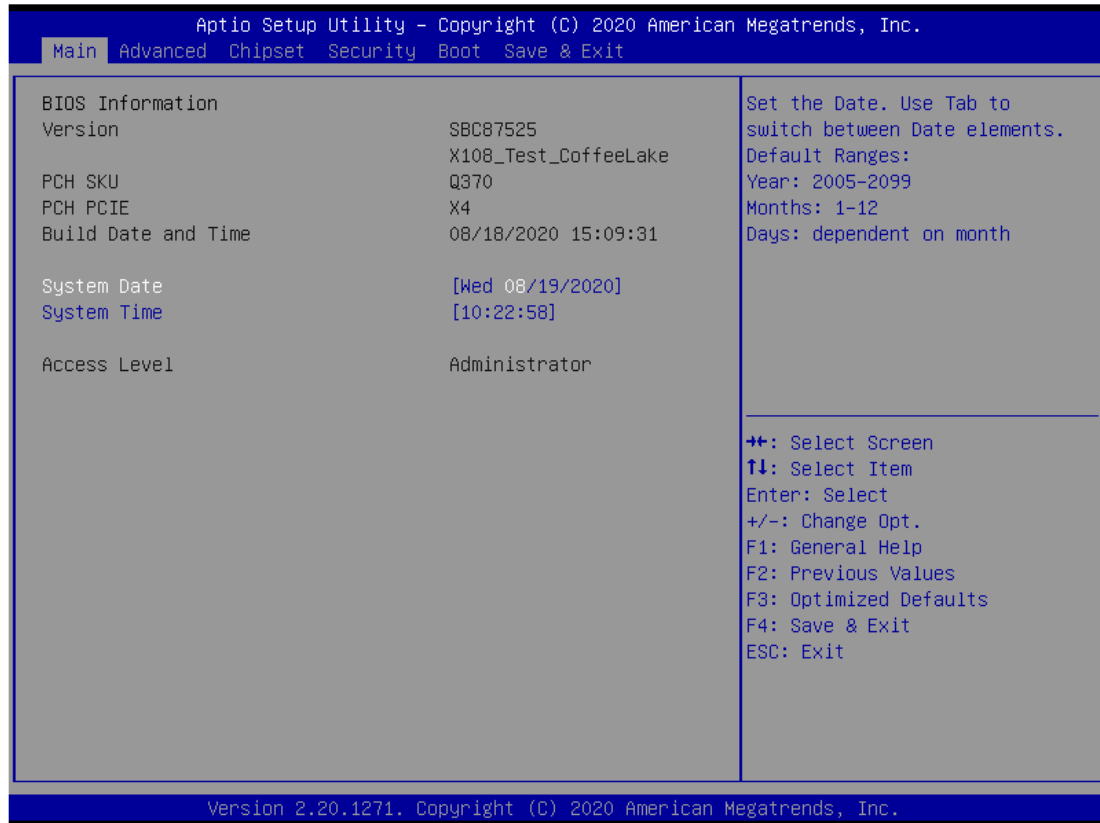 Aptio Setup Utility – Copyright (C) 2020 American Megatrends, Inc.
Main Advanced Chipset Security Boot Save & Exit
BIOS Information
Version SBC87525
X108_Test_CoffeeLake
PCH SKU Q370
PCH PCIE X4
Build Date and Time 08/18/2020 15:09:31
System Date [Wed 08/19/2020]
System Time [10:22:58]
Access Level Administrator
Set the Date. Use Tab to
switch between Date elements.
Default Ranges:
Year: 2005-2099
Months: 1-12
Days: dependent on month
→←: Select Screen
↑↓: Select Item
Enter: Select
+/-: Change Opt.
F1: General Help
F2: Previous Values
F3: Optimized Defaults
F4: Save & Exit
ESC: Exit
Version 2.20.1271. Copyright (C) 2020 American Megatrends, Inc.